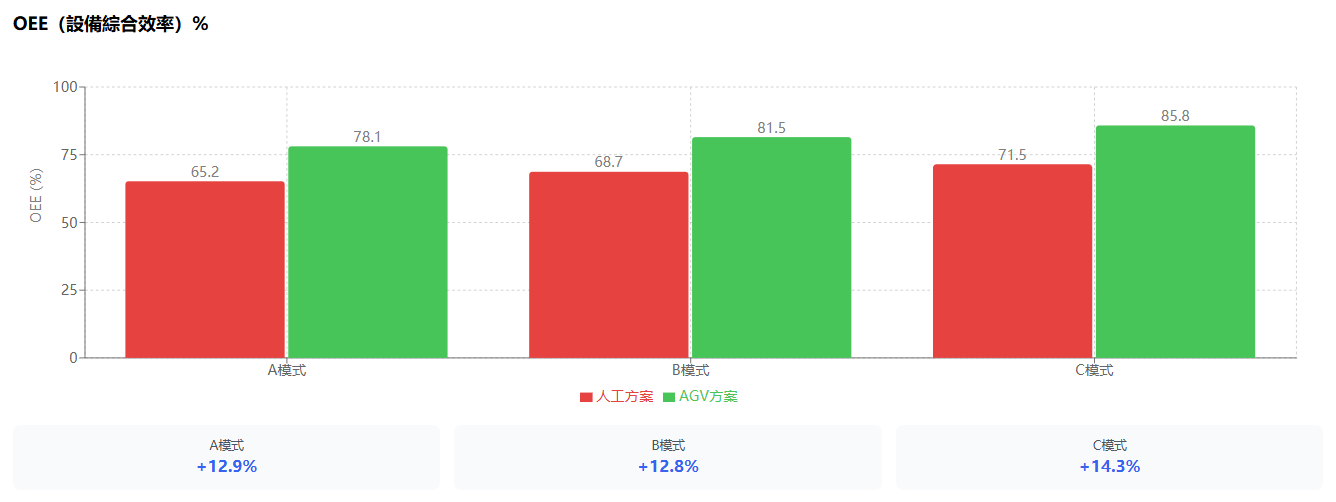 OEE（設備綜合效率）%
100
75
50
25
0
OEE (%)
65.2
78.1
68.7
81.5
71.5
85.8
A模式
B模式
C模式
人工方案 AGV方案
A模式
+12.9%
B模式
+12.8%
C模式
+14.3%